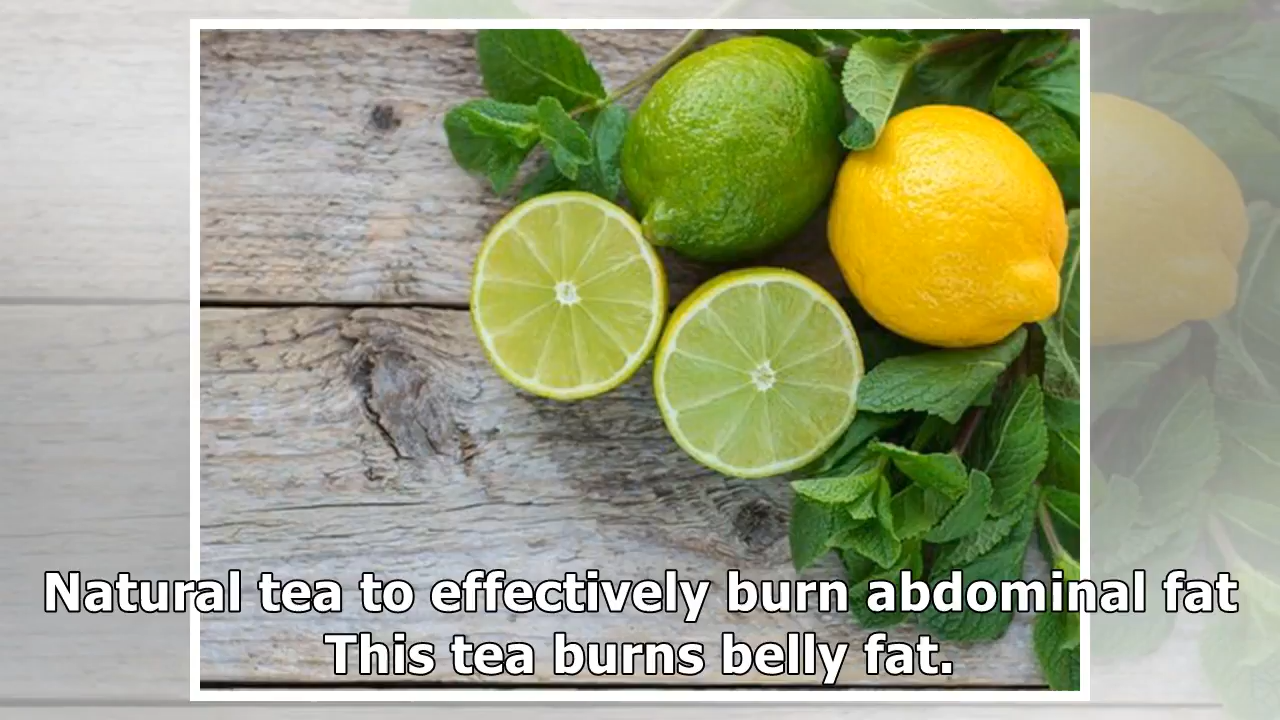 Natural tea to effectively burn abdominal fat
This tea burns belly fat.